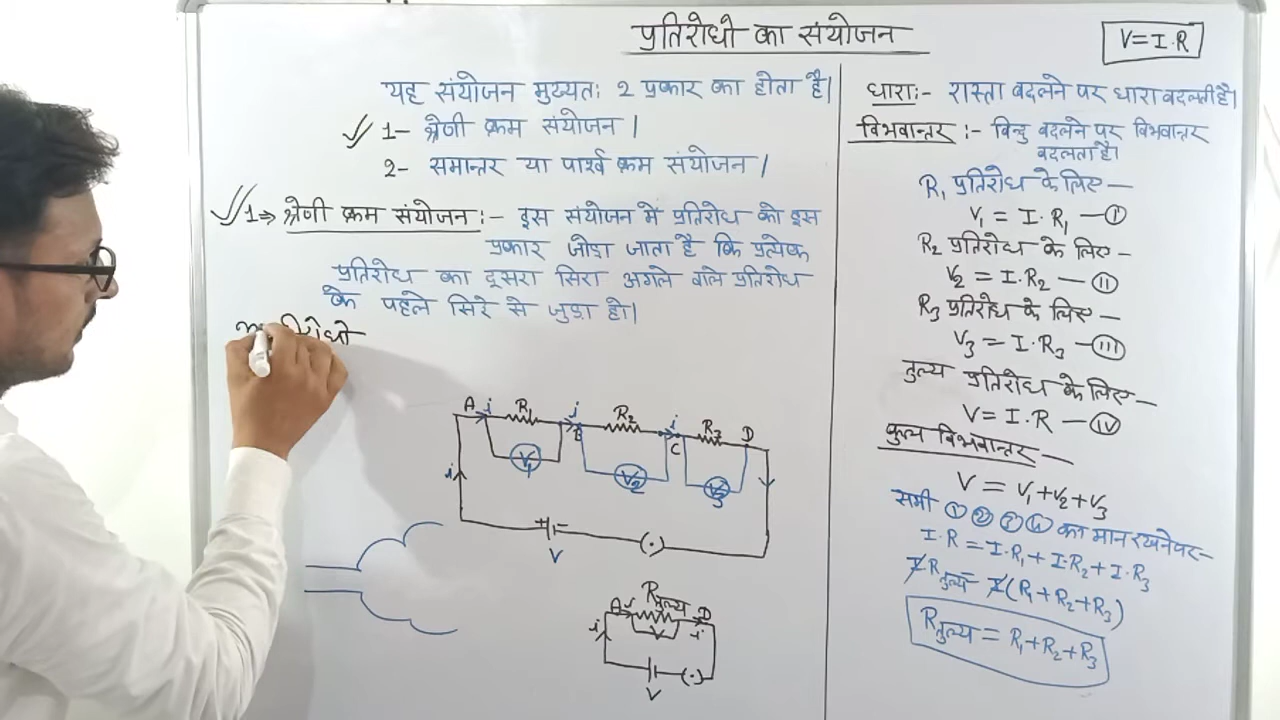 प्रतिरोधो का संयोजन
V = I·R
यह संयोजन मुख्यतः 2 प्रकार का होता है।
1- श्रेणी क्रम संयोजन।
2- समान्तर या पार्श्व क्रम संयोजन।
1⇒ श्रेणी क्रम संयोजन :- इस संयोजन में प्रतिरोध को इस
प्रकार जोड़ा जाता है कि प्रत्येक
प्रतिरोध का दूसरा सिरा अगले वाले प्रतिरोध
के पहले सिरे से जुड़ा हो।
A i R₁ i B R₂ i C R₃ D
V₁ V₂ V₃
i
V
R तुल्य
A i D
V
i i
V
धारा:- रास्ता बदलने पर धारा बदलती है।
विभवान्तर :- बिन्दु बदलने पर विभवान्तर
बदलता है।
R₁ प्रतिरोध के लिए —
V₁ = I·R₁ — (I)
R₂ प्रतिरोध के लिए -
V₂ = I·R₂ — (II)
R₃ प्रतिरोध के लिए —
V₃ = I·R₃ — (III)
तुल्य प्रतिरोध के लिए —
V = I·R — (IV)
कुल विभवान्तर —
V = V₁+V₂+V₃
सभी ① ② ③ ④ का मान रखने पर—
I·R = I·R₁ + I·R₂ + I·R₃
I R तुल्य = I (R₁+R₂+R₃)
R तुल्य = R₁+R₂+R₃